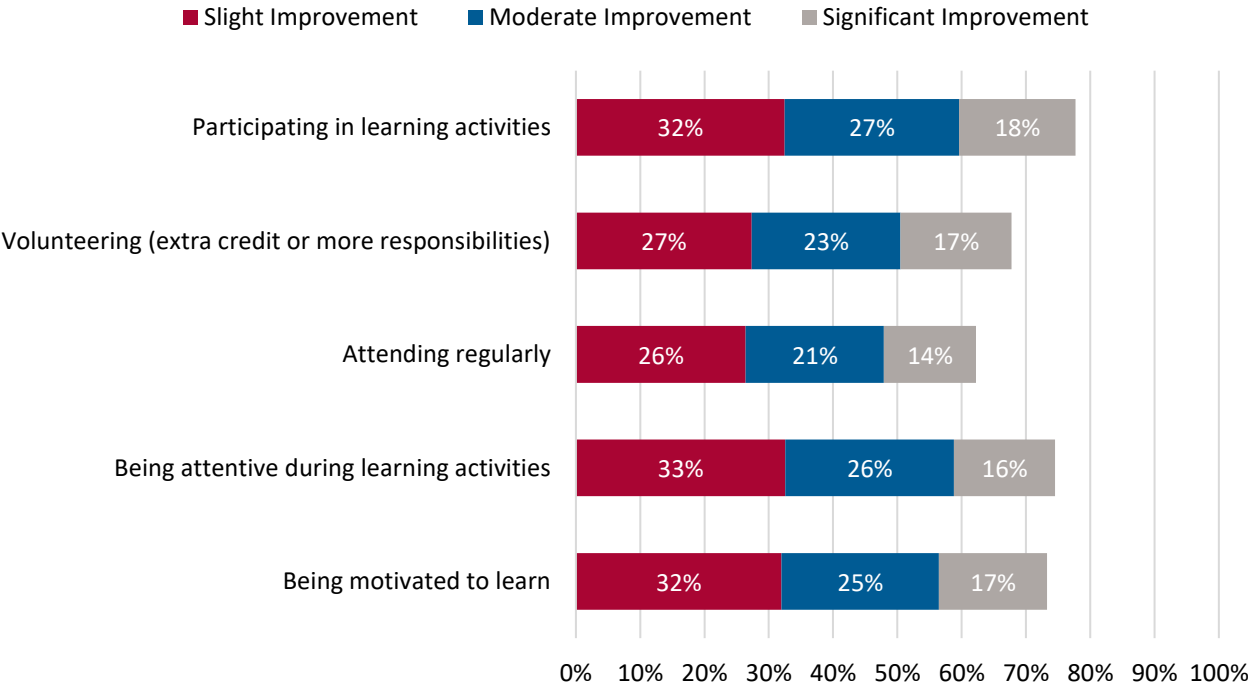 Slight Improvement Moderate Improvement Significant Improvement
Participating in learning activities 32% 27% 18%
Volunteering (extra credit or more responsibilities) 27% 23% 17%
Attending regularly 26% 21% 14%
Being attentive during learning activities 33% 26% 16%
Being motivated to learn 32% 25% 17%
0% 10% 20% 30% 40% 50% 60% 70% 80% 90% 100%